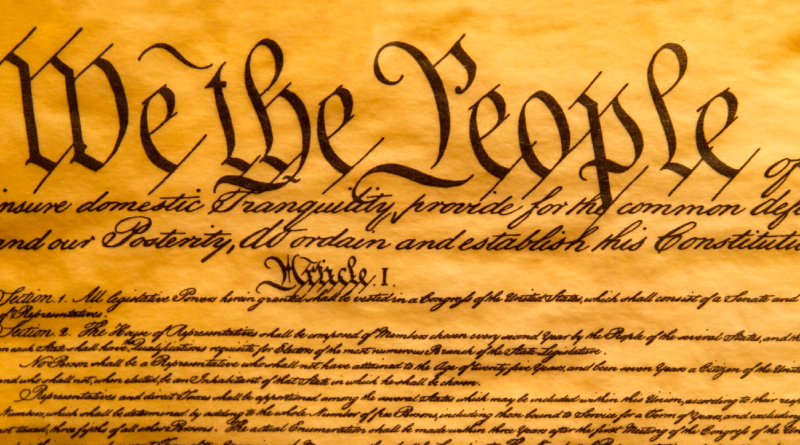 We the People of
insure domestic Tranquility, provide for the common defe
and our Posterity, do ordain and establish this Constitutio
Article I.
Section 1. All legislative Powers herein granted shall be vested in a Congress of the United States, which shall consist of a Senate and
of Representatives.
Section 2. The House of Representatives shall be composed of Members chosen every second Year by the People of the several States, and the
in each State shall have Qualifications requisite for Electors of the most numerous Branch of the State Legislature.
No Person shall be a Representative who shall not have attained to the Age of twenty five Years, and been seven Years a Citizen of the United
and who shall not, when elected, be an Inhabitant of that State in which he shall be chosen.
Representatives and direct Taxes shall be apportioned among the several States which may be included within this Union, according to their resp
Numbers, which shall be determined by adding to the whole Number of free Persons, including those bound to Service for a Term of Years, and excluding
not taxed, three fifths of all other Persons. The actual Enumeration shall be made within three Years after the first Meeting of the Congress of the Un